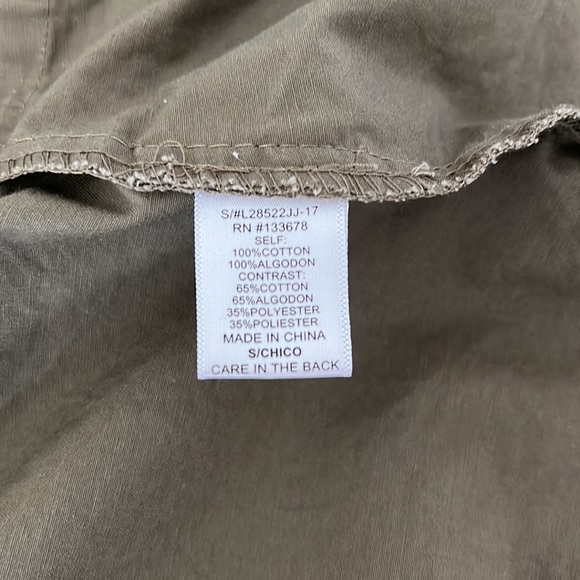 S/#L28522JJ-17
RN #133678
SELF:
100%COTTON
100%ALGODON
CONTRAST:
65%COTTON
65%ALGODON
35%POLYESTER
35%POLIESTER
MADE IN CHINA
S/CHICO
CARE IN THE BACK